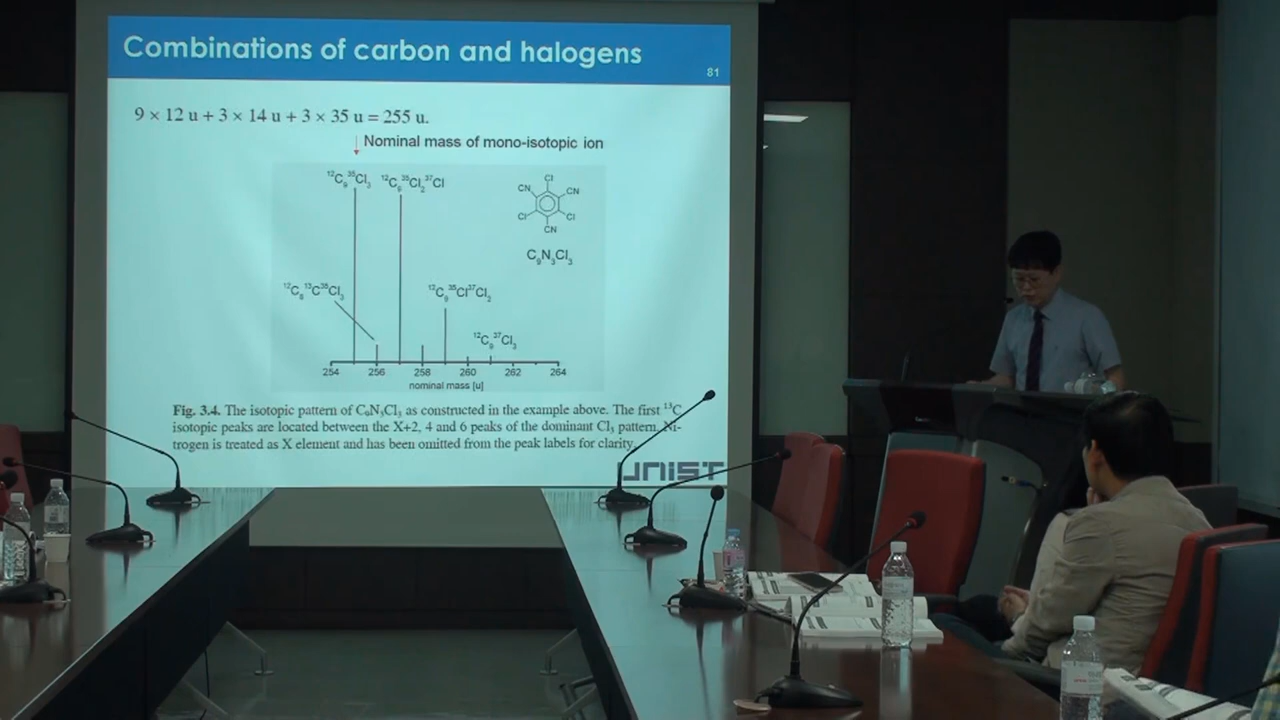 Combinations of carbon and halogens
81
9 × 12 u + 3 × 14 u + 3 × 35 u = 255 u.
Nominal mass of mono-isotopic ion
¹²C₉³⁵Cl₃ ¹²C₆³⁵Cl₂³⁷Cl
Cl
CN CN
Cl Cl
CN
C₉N₃Cl₃
¹²C₈¹³C³⁵Cl₃ ¹²C₉³⁵Cl³⁷Cl₂
¹²C₉³⁷Cl₃
254 256 258 260 262 264
nominal mass [u]
Fig. 3.4. The isotopic pattern of C₉N₃Cl₃ as constructed in the example above. The first ¹³C
isotopic peaks are located between the X+2, 4 and 6 peaks of the dominant Cl₃ pattern. Ni-
trogen is treated as X element and has been omitted from the peak labels for clarity.
UNIST